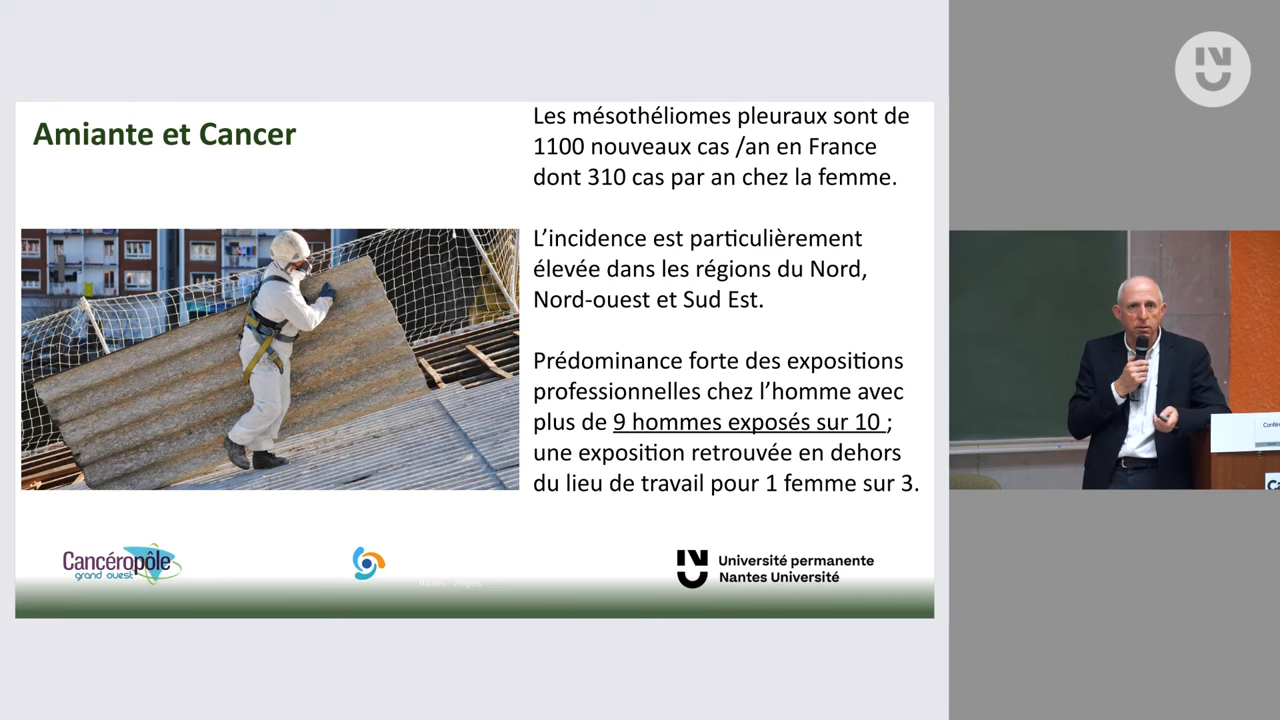 Amiante et Cancer
Les mésothéliomes pleuraux sont de
1100 nouveaux cas /an en France
dont 310 cas par an chez la femme.
L’incidence est particulièrement
élevée dans les régions du Nord,
Nord-ouest et Sud Est.
Prédominance forte des expositions
professionnelles chez l’homme avec
plus de 9 hommes exposés sur 10 ;
une exposition retrouvée en dehors
du lieu de travail pour 1 femme sur 3.
Cancéropôle
grand ouest
Nantes - Angers
Université permanente
Nantes Université